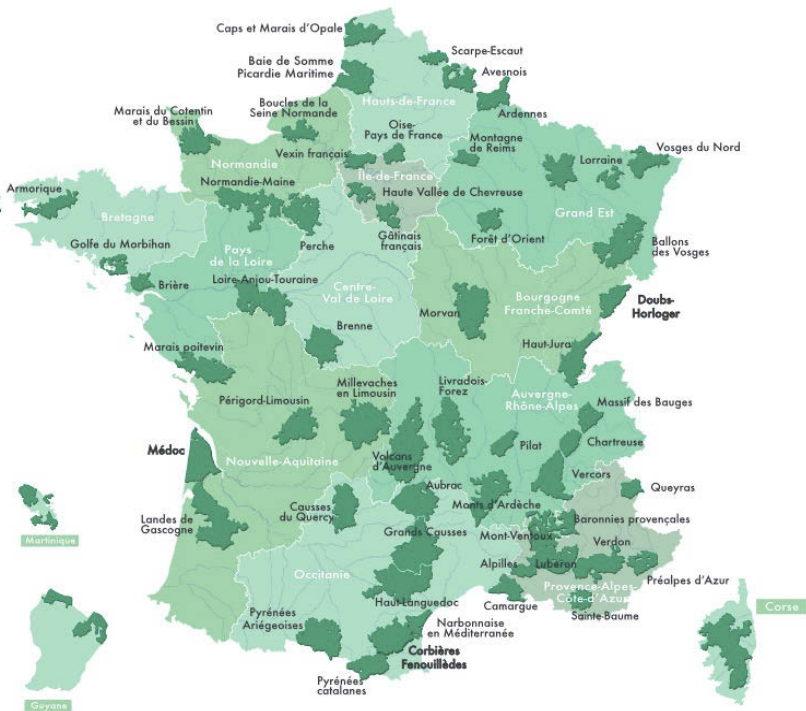 Caps et Marais d'Opale
Scarpe-Escaut
Baie de Somme
Picardie Maritime
Avesnois
Hauts-de-France
Marais du Cotentin
et du Bessin
Boucles de la
Seine Normande
Ardennes
Oise-
Pays de France
Montagne
de Reims
Vosges du Nord
Lorraine
Normandie
Vexin français
Île-de-France
Normandie-Maine
Haute Vallée de Chevreuse
Armorique
Bretagne
Grand Est
Golfe du Morbihan
Pays
de la Loire
Perche
Gâtinais
français
Forêt d'Orient
Ballons
des Vosges
Brière
Loire-Anjou-Touraine
Centre-
Val de Loire
Morvan
Bourgogne
Franche-Comté
Doubs-
Horloger
Brenne
Haut-Jura
Marais poitevin
Périgord-Limousin
Millevaches
en Limousin
Livradois-
Forez
Auvergne-
Rhône-Alpes
Massif des Bauges
Médoc
Nouvelle-Aquitaine
Volcans
d'Auvergne
Pilat
Chartreuse
Vercors
Aubrac
Queyras
Landes de
Gascogne
Causses
du Quercy
Monts d'Ardèche
Baronnies provençales
Martinique
Grands Causses
Mont-Ventoux
Verdon
Alpilles
Luberon
Occitanie
Préalpes d'Azur
Provence-Alpes-
Côte-d'Azur
Haut-Languedoc
Camargue
Sainte-Baume
Corse
Pyrénées
Ariégeoises
Narbonnaise
en Méditerranée
Corbières
Fenouillèdes
Pyrénées
catalanes
Guyane